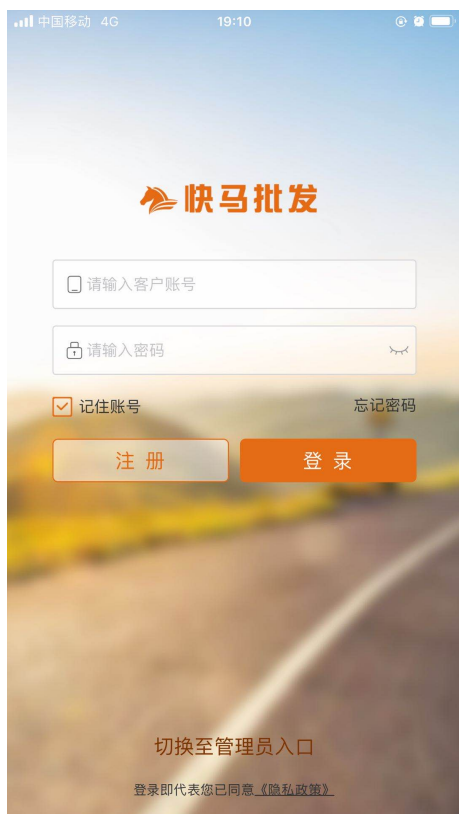 中国移动 4G 19:10
快马批发
请输入客户账号
请输入密码
记住账号 忘记密码
注 册 登 录
切换至管理员入口
登录即代表您已同意《隐私政策》